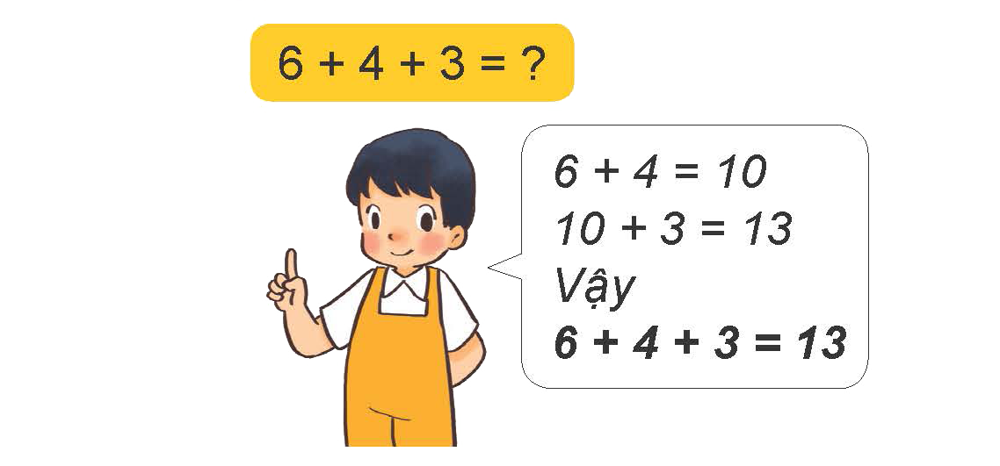 6 + 4 + 3 = ?
6 + 4 = 10
10 + 3 = 13
Vậy
6 + 4 + 3 = 13